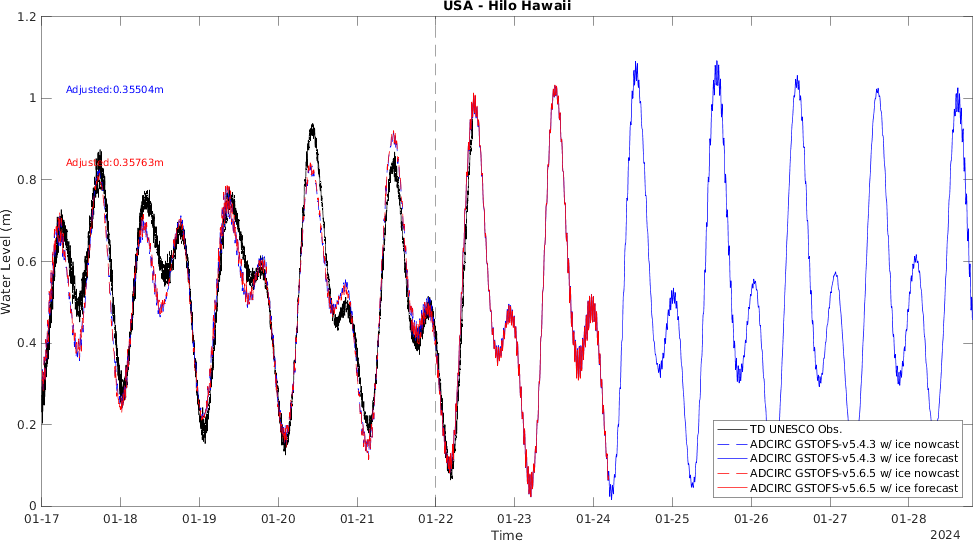 USA - Hilo Hawaii
1.2
1
0.8
0.6
0.4
0.2
0
Water Level (m)
Adjusted:0.35504m
Adjusted:0.35763m
TD UNESCO Obs.
ADCIRC GSTOFS-v5.4.3 w/ ice nowcast
ADCIRC GSTOFS-v5.4.3 w/ ice forecast
ADCIRC GSTOFS-v5.6.5 w/ ice nowcast
ADCIRC GSTOFS-v5.6.5 w/ ice forecast
01-17 01-18 01-19 01-20 01-21 01-22 01-23 01-24 01-25 01-26 01-27 01-28
Time
2024